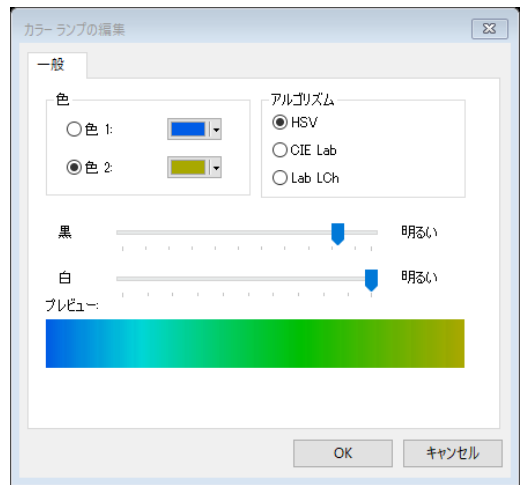 カラー ランプの編集
一般
色
色 1:
色 2:
アルゴリズム
HSV
CIE Lab
Lab LCh
黒
明るい
白
明るい
プレビュー:
OK
キャンセル